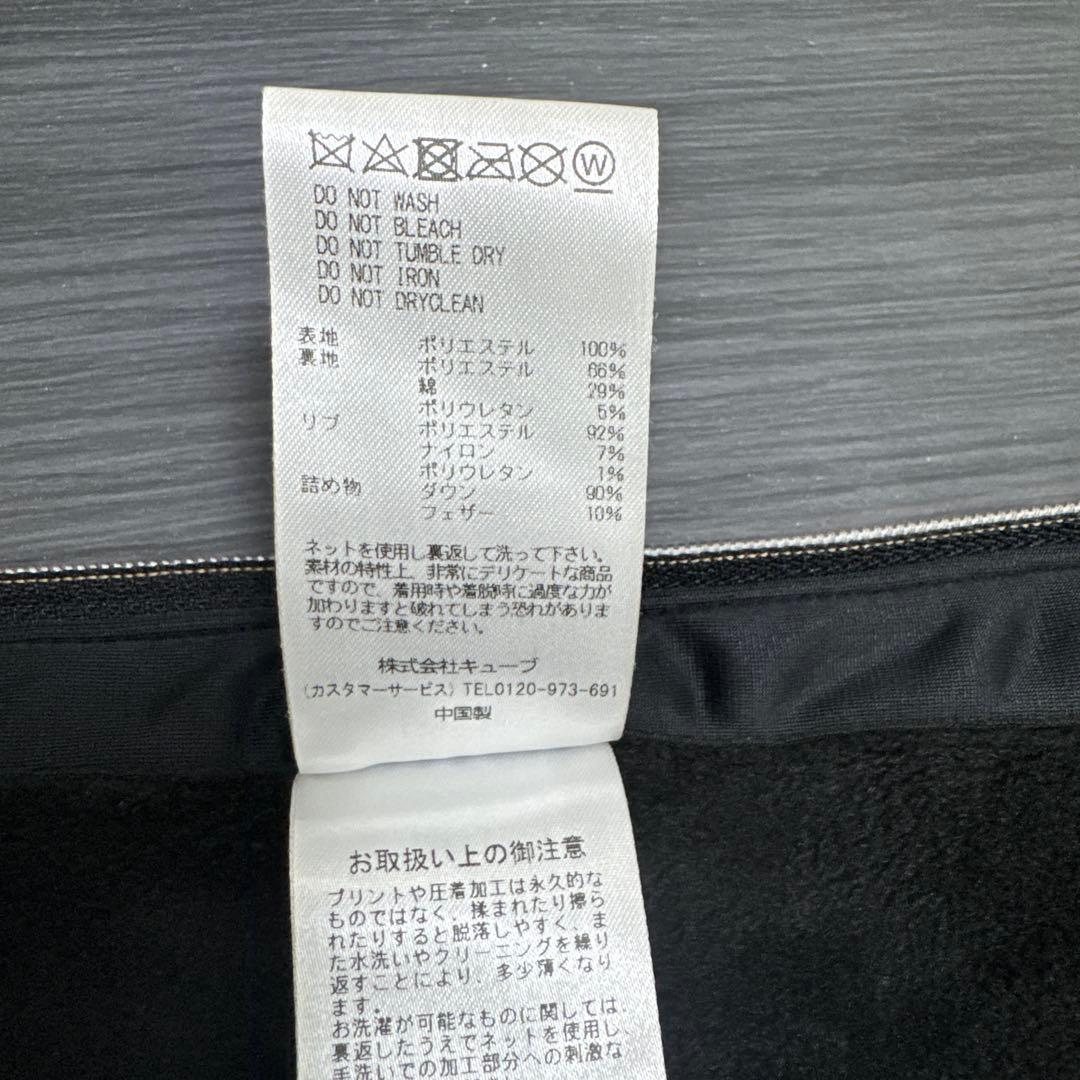 W
DO NOT WASH
DO NOT BLEACH
DO NOT TUMBLE DRY
DO NOT IRON
DO NOT DRYCLEAN
表地 ポリエステル 100%
裏地 ポリエステル 66%
綿 29%
ポリウレタン 5%
リブ ポリエステル 92%
ナイロン 7%
ポリウレタン 1%
詰め物 ダウン 90%
フェザー 10%
ネットを使用し裏返して洗って下さい。
素材の特性上、非常にデリケートな商品
ですので、着用時や着脱時に過度な力が
加わりますと破れてしまう恐れがありま
すのでご注意ください。
株式会社キューブ
(カスタマーサービス) TEL0120-973-691
中国製
お取扱い上の御注意
プリントや圧着加工は永久的な
ものではなく、揉まれたり擦ら
れたりすると脱落しやすく、ま
た水洗いやクリーニングを繰り
返すことにより、多少薄くなり
ます。
お洗濯が可能なものに関しては、
裏返したうえでネットを使用し、
手洗いでの加工部分への刺激な